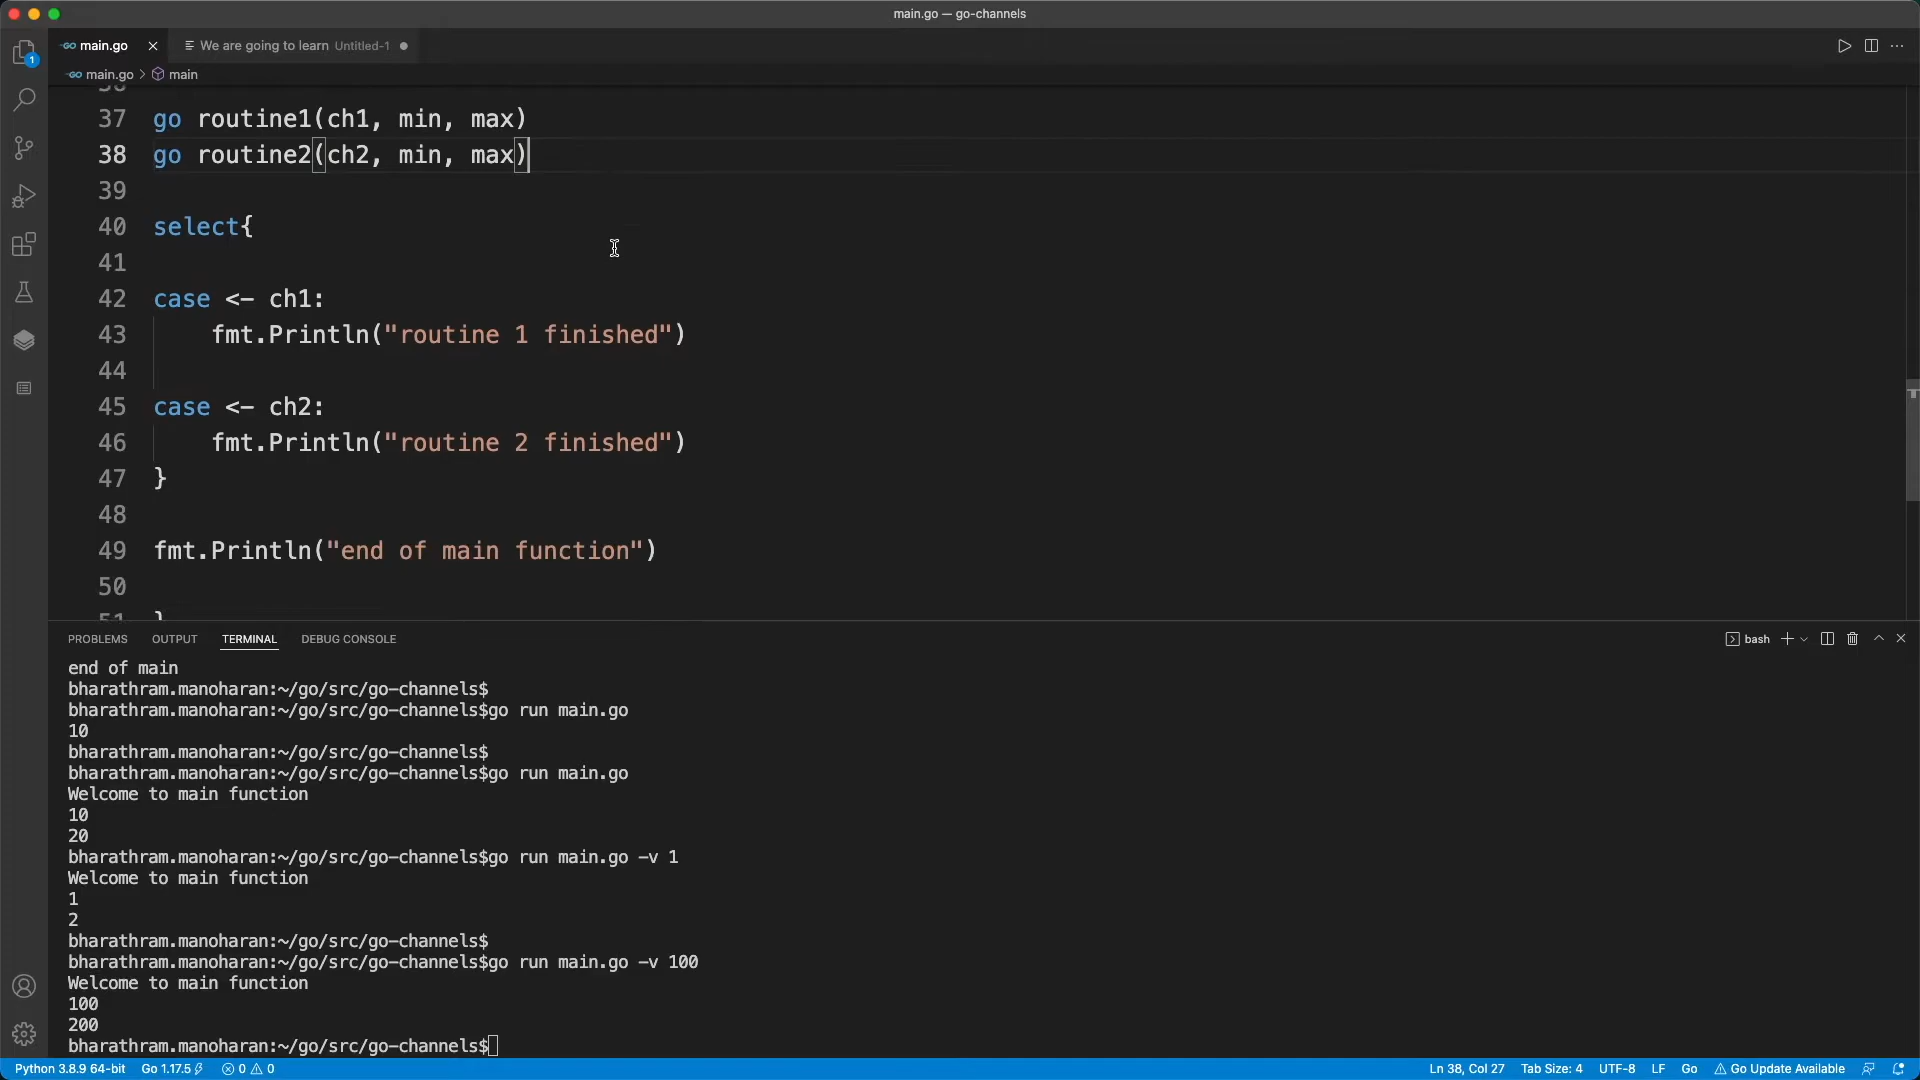 main.go — go-channels
main.go
We are going to learn Untitled-1
main.go > main
36
37 go routine1(ch1, min, max)
38 go routine2(ch2, min, max)
39
40 select{
41
42 case <- ch1:
43 fmt.Println("routine 1 finished")
44
45 case <- ch2:
46 fmt.Println("routine 2 finished")
47 }
48
49 fmt.Println("end of main function")
50
51 }
PROBLEMS OUTPUT TERMINAL DEBUG CONSOLE
bash
end of main
bharathram.manoharan:~/go/src/go-channels$
bharathram.manoharan:~/go/src/go-channels$go run main.go
10
bharathram.manoharan:~/go/src/go-channels$
bharathram.manoharan:~/go/src/go-channels$go run main.go
Welcome to main function
10
20
bharathram.manoharan:~/go/src/go-channels$go run main.go -v 1
Welcome to main function
1
2
bharathram.manoharan:~/go/src/go-channels$
bharathram.manoharan:~/go/src/go-channels$go run main.go -v 100
Welcome to main function
100
200
bharathram.manoharan:~/go/src/go-channels$
Python 3.8.9 64-bit Go 1.17.5 0 0 Ln 38, Col 27 Tab Size: 4 UTF-8 LF Go Go Update Available